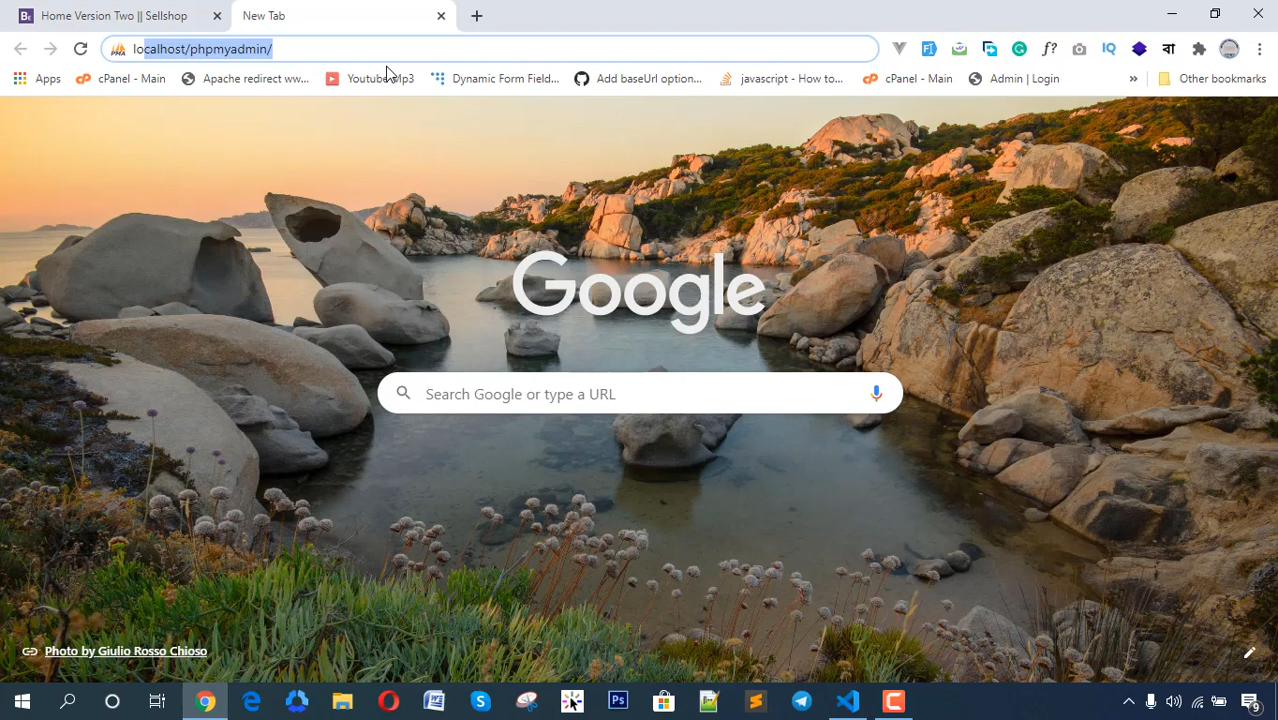 Home Version Two || Sellshop
New Tab
localhost/phpmyadmin/
Apps
cPanel - Main
Apache redirect ww...
Youtube Mp3
Dynamic Form Field...
Add baseUrl option...
javascript - How to...
cPanel - Main
Admin | Login
Other bookmarks
Google
Search Google or type a URL
Photo by Giulio Rosso Chioso